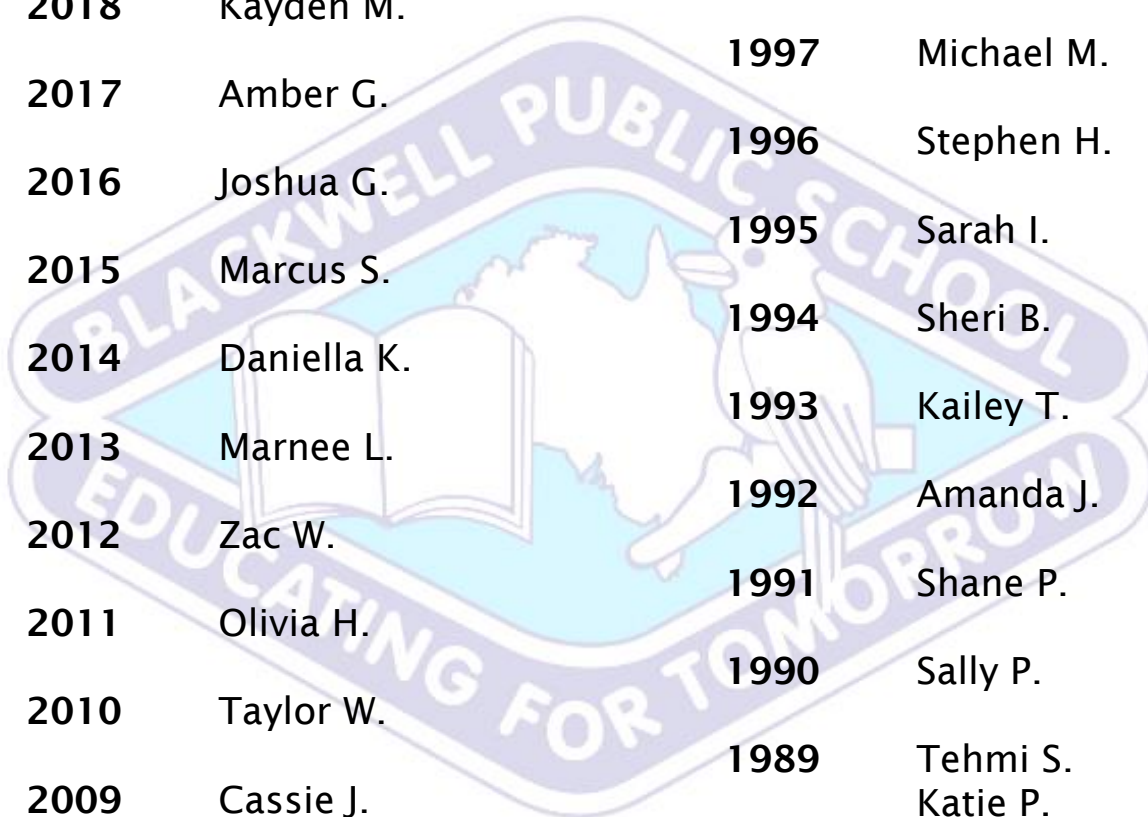 2018 Kayden M.
2017 Amber G.
2016 Joshua G.
2015 Marcus S.
2014 Daniella K.
2013 Marnee L.
2012 Zac W.
2011 Olivia H.
2010 Taylor W.
2009 Cassie J.
1997 Michael M.
1996 Stephen H.
1995 Sarah I.
1994 Sheri B.
1993 Kailey T.
1992 Amanda J.
1991 Shane P.
1990 Sally P.
1989 Tehmi S.
Katie P.
BLACKWELL PUBLIC SCHOOL
EDUCATING FOR TOMORROW